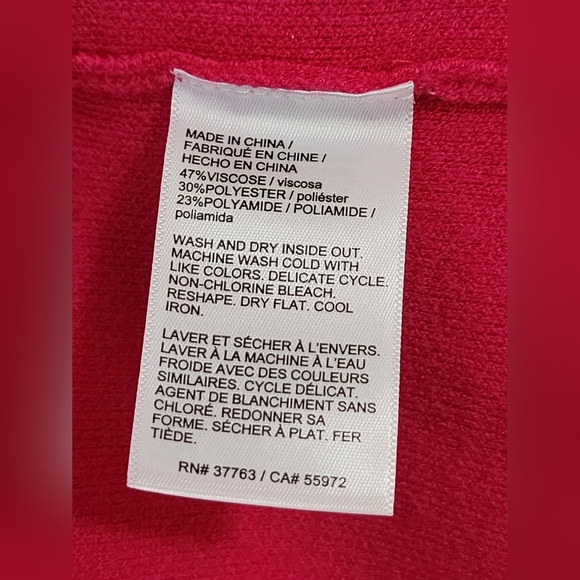 MADE IN CHINA /
FABRIQUÉ EN CHINE /
HECHO EN CHINA
47%VISCOSE / viscosa
30%POLYESTER / poliéster
23%POLYAMIDE / POLIAMIDE /
poliamida
WASH AND DRY INSIDE OUT.
MACHINE WASH COLD WITH
LIKE COLORS. DELICATE CYCLE.
NON-CHLORINE BLEACH.
RESHAPE. DRY FLAT. COOL
IRON.
LAVER ET SÉCHER À L'ENVERS.
LAVER À LA MACHINE À L'EAU
FROIDE AVEC DES COULEURS
SIMILAIRES. CYCLE DÉLICAT.
AGENT DE BLANCHIMENT SANS
CHLORÉ. REDONNER SA
FORME. SÉCHER À PLAT. FER
TIÈDE.
RN# 37763 / CA# 55972